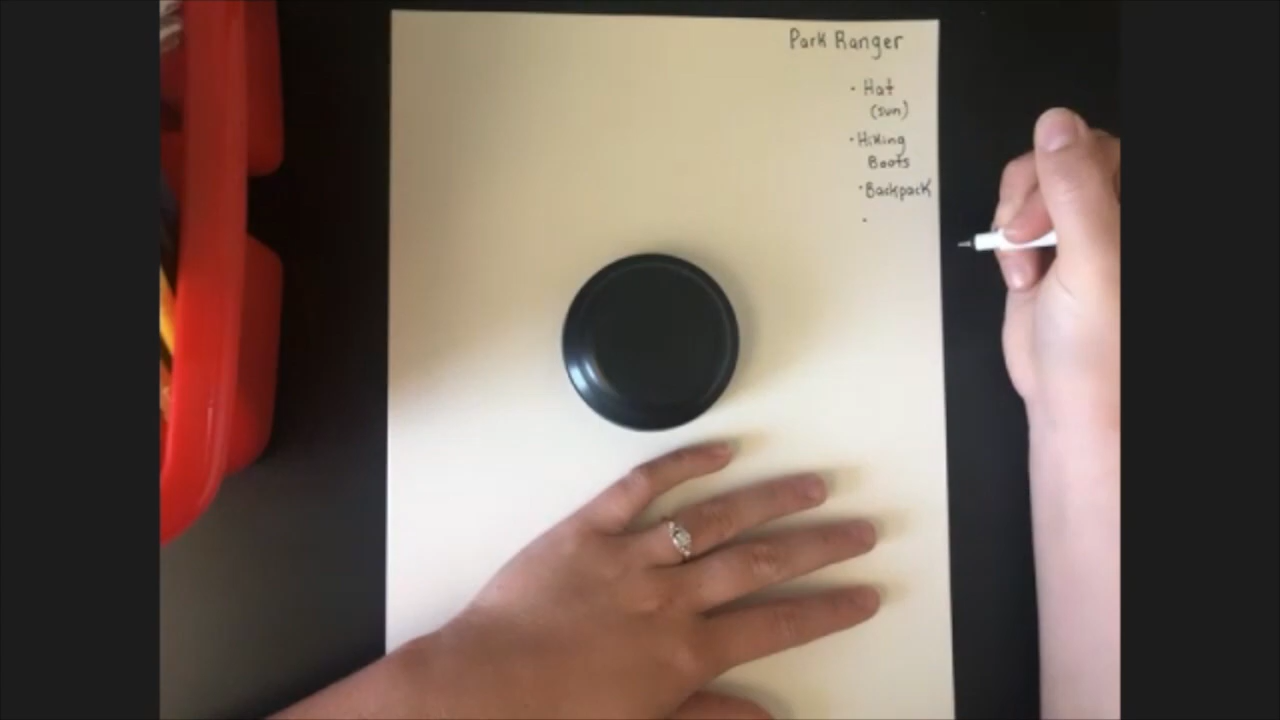 Park Ranger
• Hat
(sun)
• Hiking
Boots
• Backpack
•